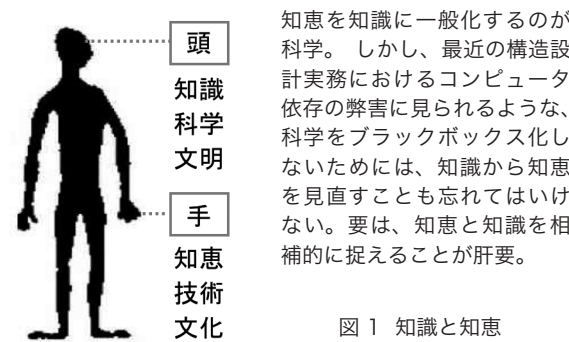 頭
知識
科学
文明
手
知恵
技術
文化
知恵を知識に一般化するのが
科学。 しかし、最近の構造設
計実務におけるコンピュータ
依存の弊害に見られるような、
科学をブラックボックス化し
ないためには、知識から知恵
を見直すことも忘れてはいけ
ない。要は、知恵と知識を相
補的に捉えることが肝要。
図 1 知識と知恵